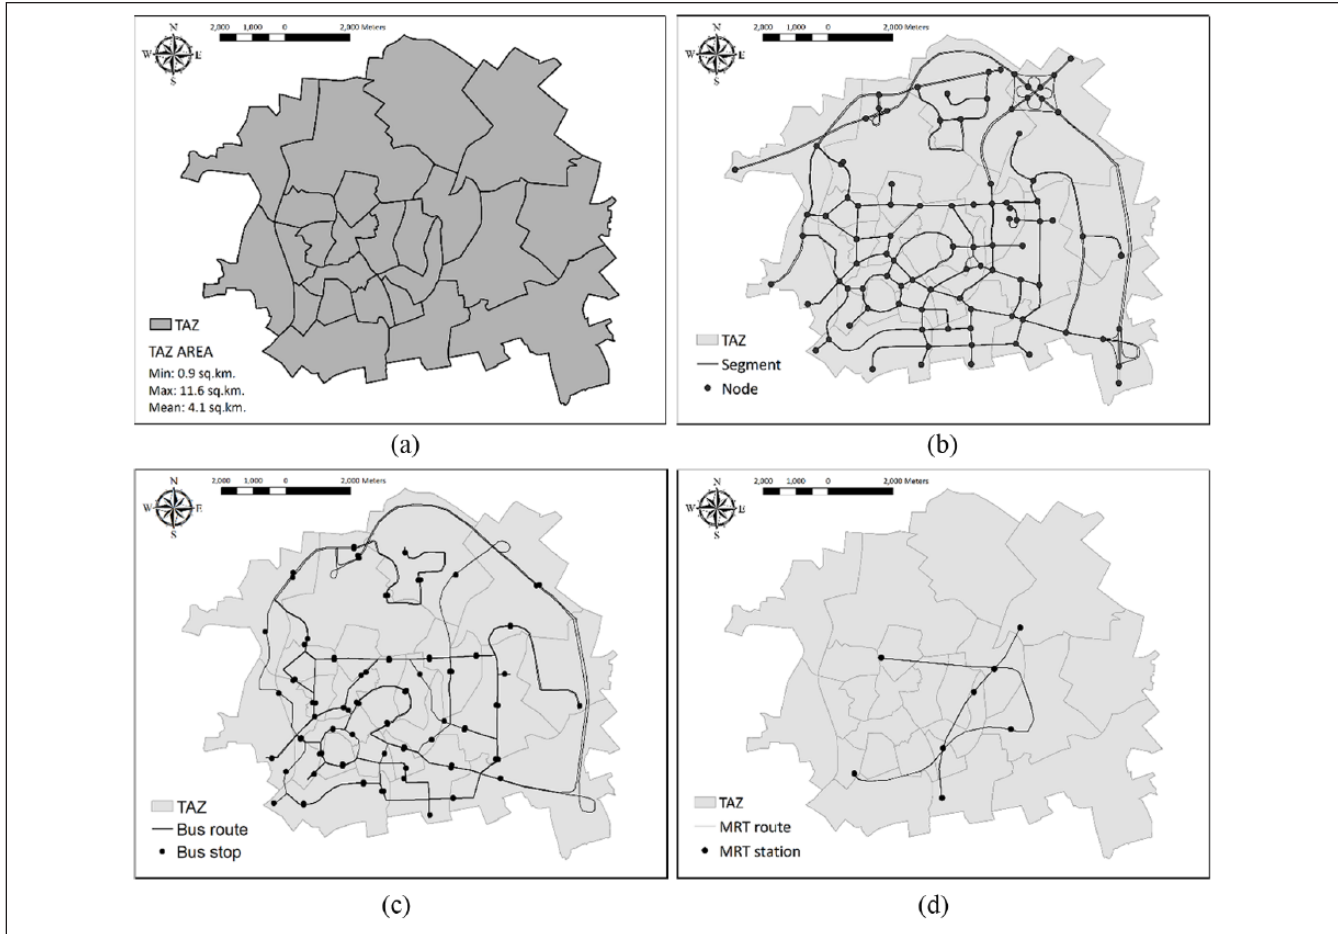 2,000 1,000 0 2,000 Meters
N
W E
S
TAZ
TAZ AREA
Min: 0.9 sq.km.
Max: 11.6 sq.km.
Mean: 4.1 sq.km.
(a)
2,000 1,000 0 2,000 Meters
N
W E
S
TAZ
Segment
Node
(b)
2,000 1,000 0 2,000 Meters
N
W E
S
TAZ
Bus route
Bus stop
(c)
2,000 1,000 0 2,000 Meters
N
W E
S
TAZ
MRT route
MRT station
(d)